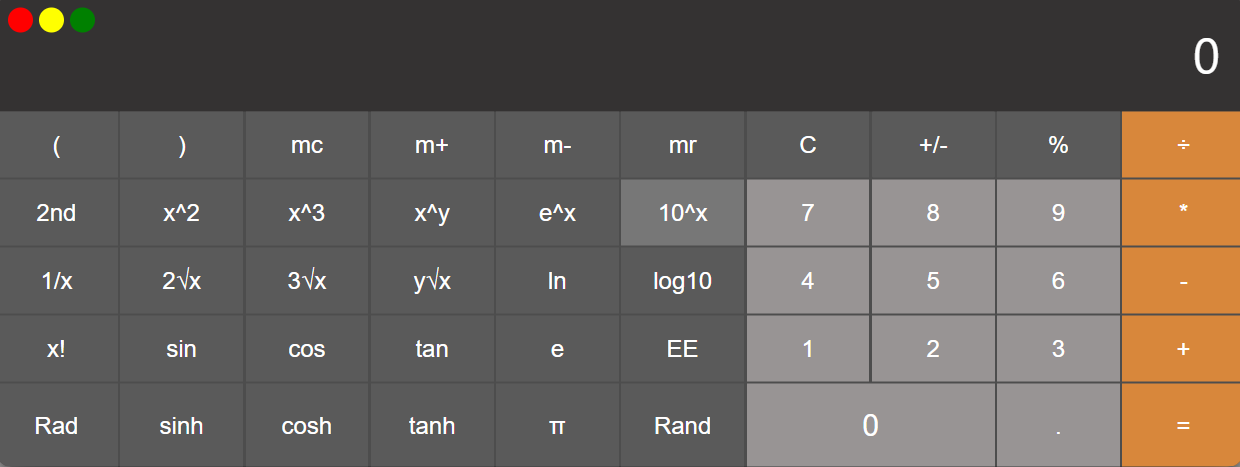 0
( ) mc m+ m- mr C +/- % ÷
2nd x^2 x^3 x^y e^x 10^x 7 8 9 *
1/x 2√x 3√x y√x ln log10 4 5 6 -
x! sin cos tan e EE 1 2 3 +
Rad sinh cosh tanh π Rand 0 . =